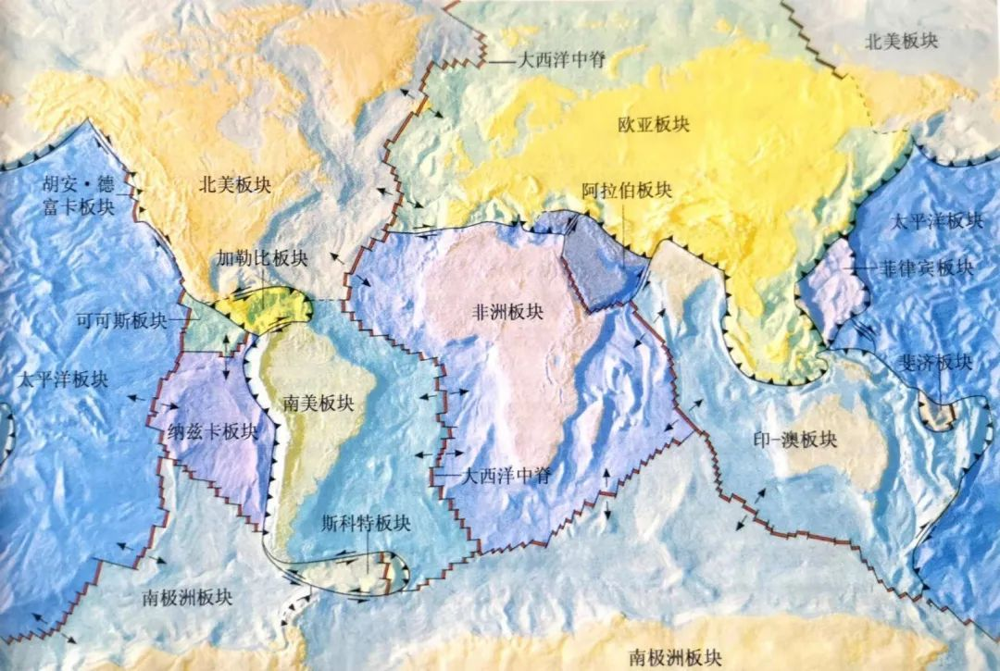 北美板块
大西洋中脊
欧亚板块
胡安·德
富卡板块
北美板块
阿拉伯板块
太平洋板块
加勒比板块
菲律宾板块
可可斯板块
非洲板块
太平洋板块
斐济板块
南美板块
纳兹卡板块
印-澳板块
大西洋中脊
斯科特板块
南极洲板块
南极洲板块